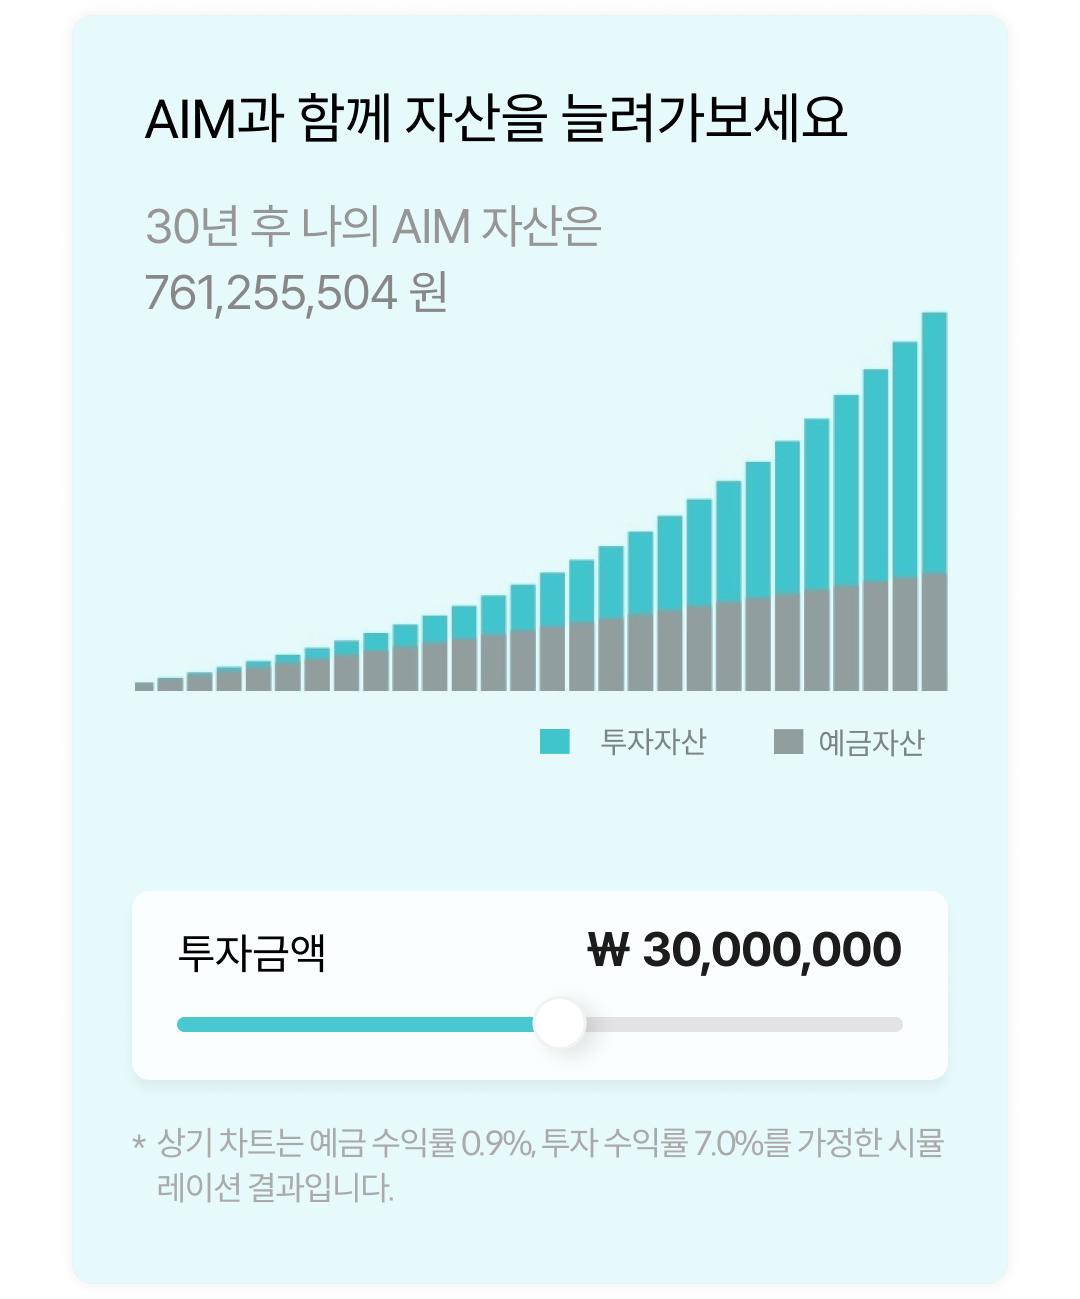 AIM과 함께 자산을 늘려가보세요
30년 후 나의 AIM 자산은
761,255,504 원
투자자산 예금자산
투자금액 ₩ 30,000,000
* 상기 차트는 예금 수익률 0.9%, 투자 수익률 7.0%를 가정한 시뮬
레이션 결과입니다.